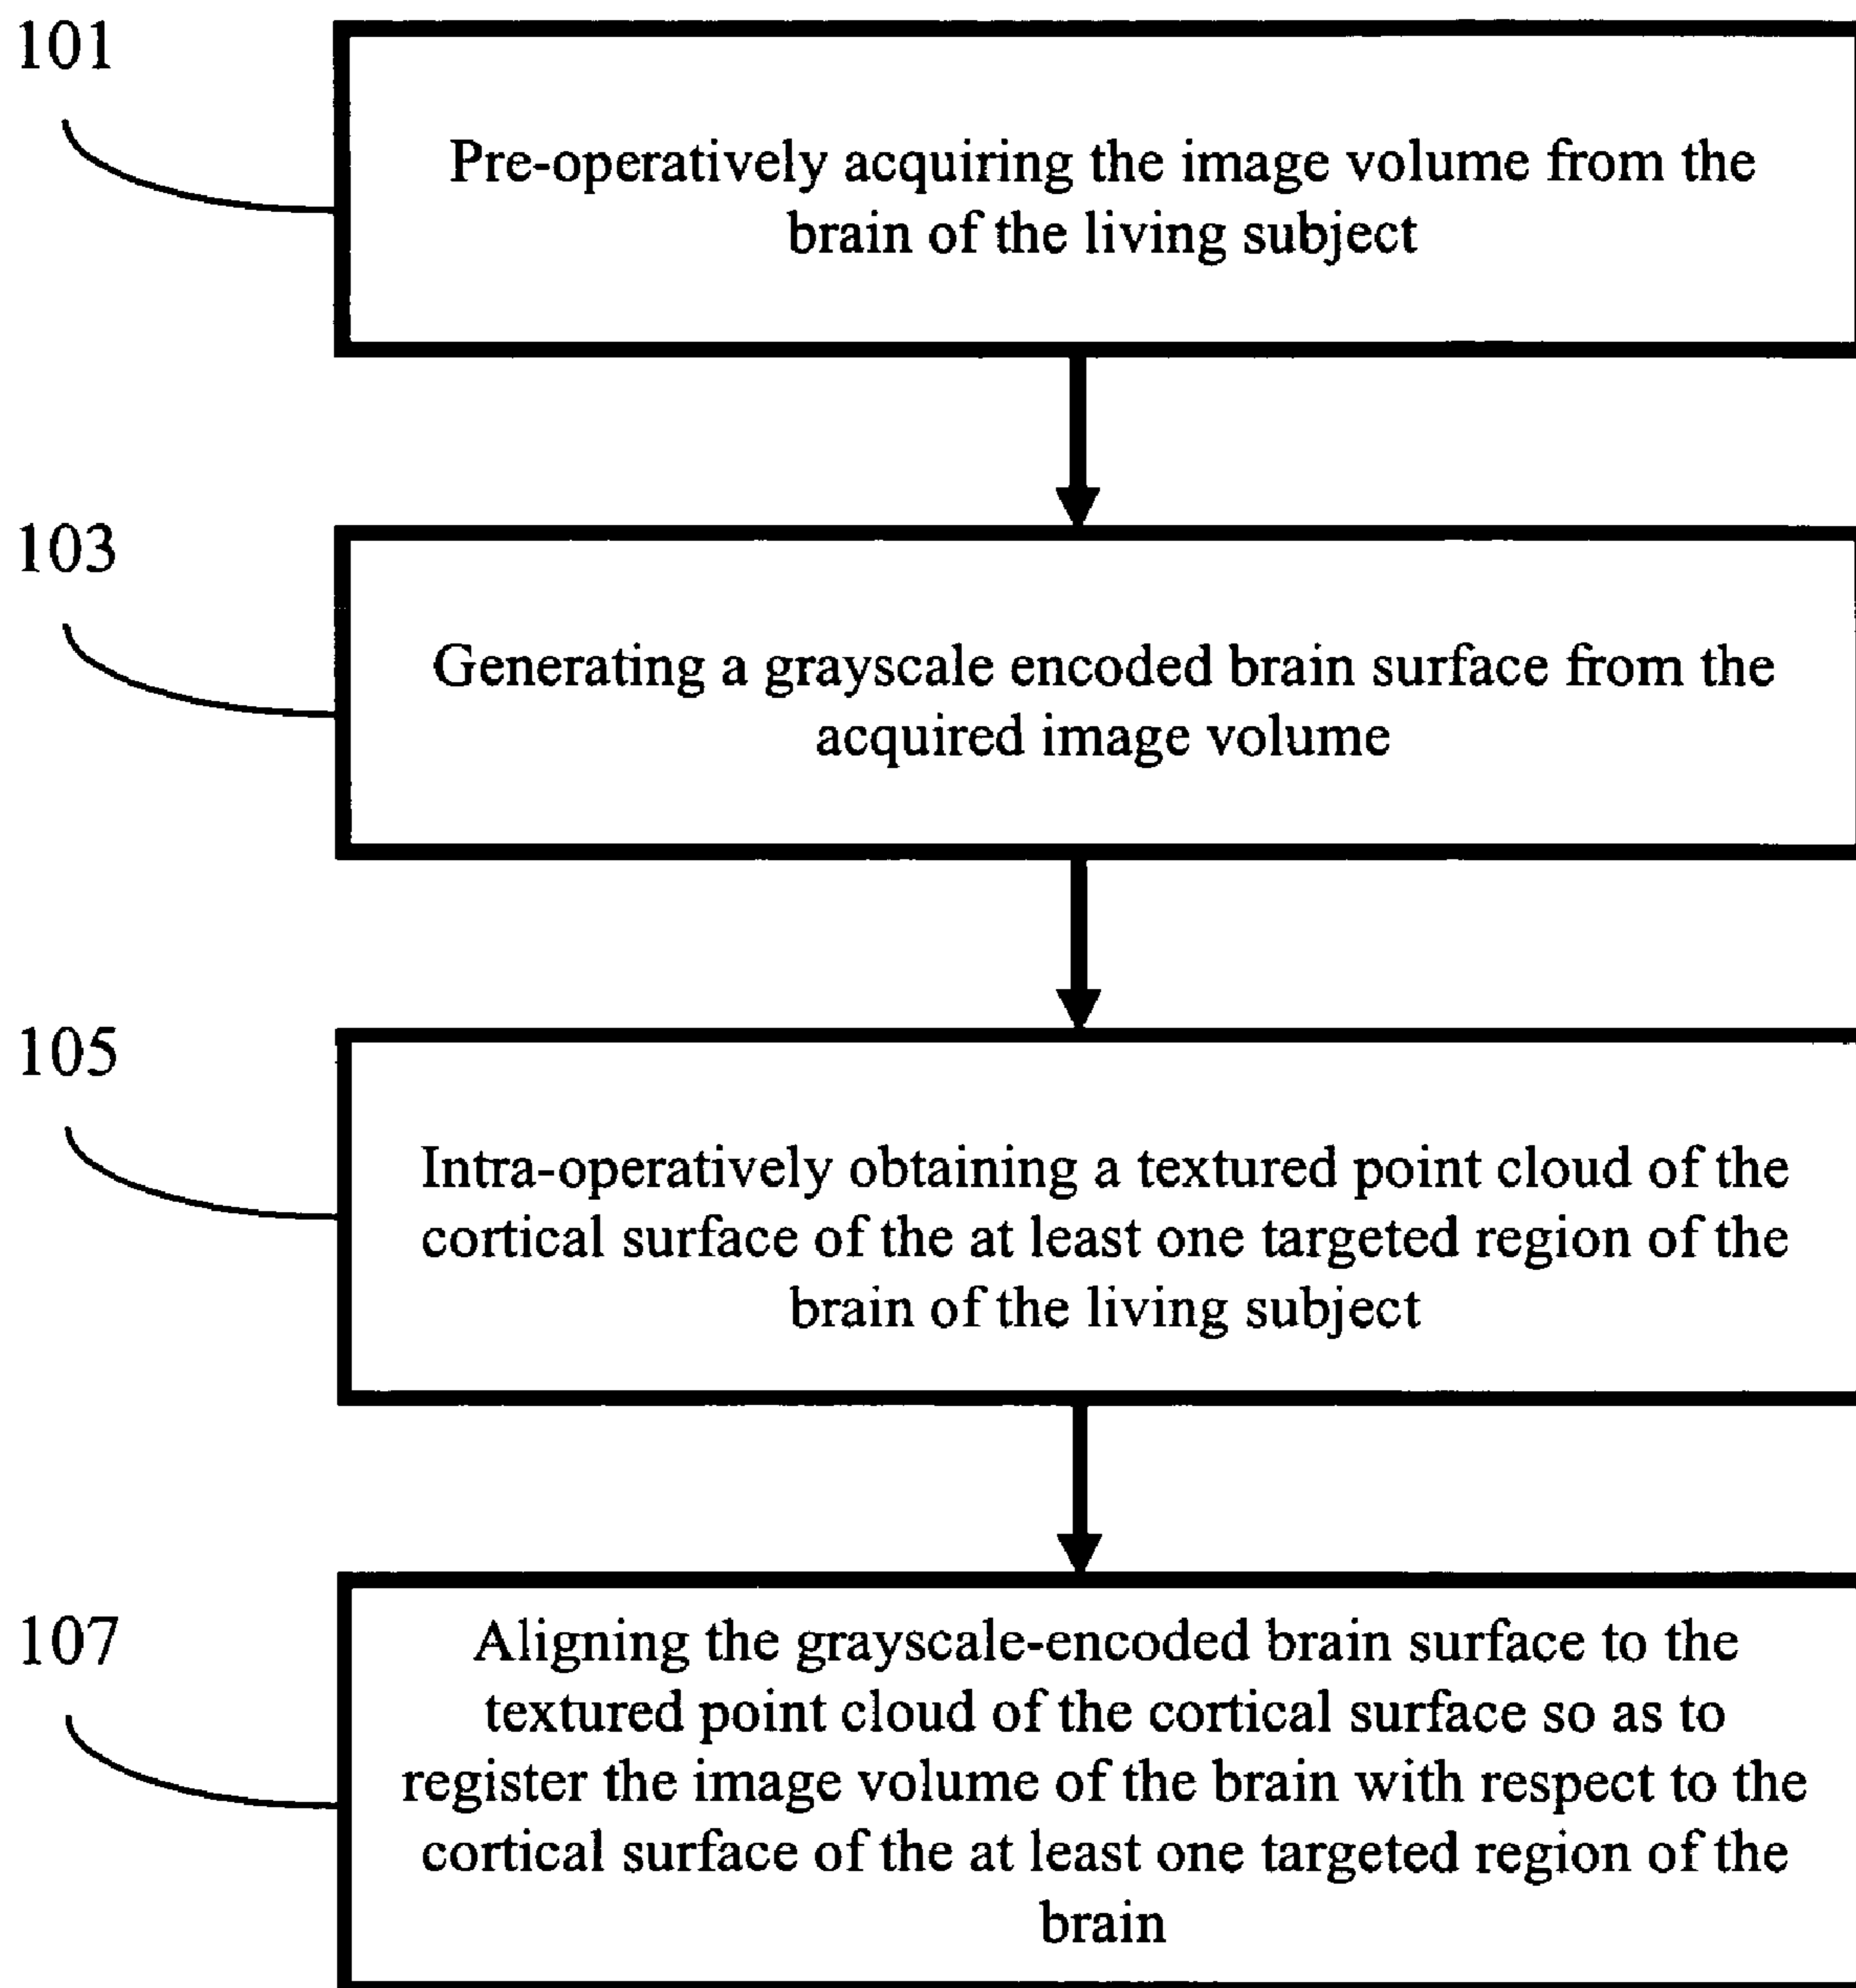 101
Pre-operatively acquiring the image volume from the
brain of the living subject
103
Generating a grayscale encoded brain surface from the
acquired image volume
105
Intra-operatively obtaining a textured point cloud of the
cortical surface of the at least one targeted region of the
brain of the living subject
107
Aligning the grayscale-encoded brain surface to the
textured point cloud of the cortical surface so as to
register the image volume of the brain with respect to the
cortical surface of the at least one targeted region of the
brain